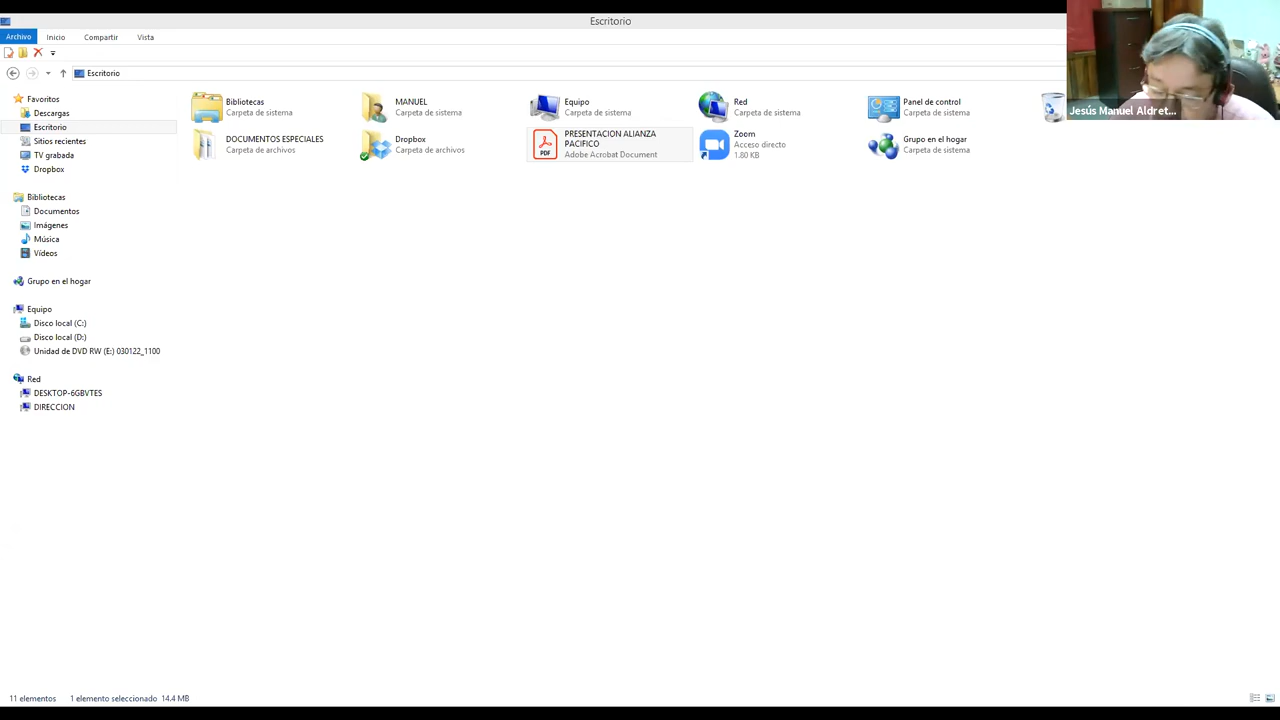 Escritorio
Archivo
Inicio
Compartir
Vista
Escritorio
Jesús Manuel Aldret...
Favoritos
Descargas
Escritorio
Sitios recientes
TV grabada
Dropbox
Bibliotecas
Documentos
Imágenes
Música
Vídeos
Grupo en el hogar
Equipo
Disco local (C:)
Disco local (D:)
Unidad de DVD RW (E:) 030122_1100
Red
DESKTOP-6GBVTES
DIRECCION
Bibliotecas
Carpeta de sistema
MANUEL
Carpeta de sistema
Equipo
Carpeta de sistema
Red
Carpeta de sistema
Panel de control
Carpeta de sistema
DOCUMENTOS ESPECIALES
Carpeta de archivos
Dropbox
Carpeta de archivos
PDF
PRESENTACION ALIANZA
PACIFICO
Adobe Acrobat Document
Zoom
Acceso directo
1.80 KB
Grupo en el hogar
Carpeta de sistema
11 elementos
1 elemento seleccionado 14.4 MB